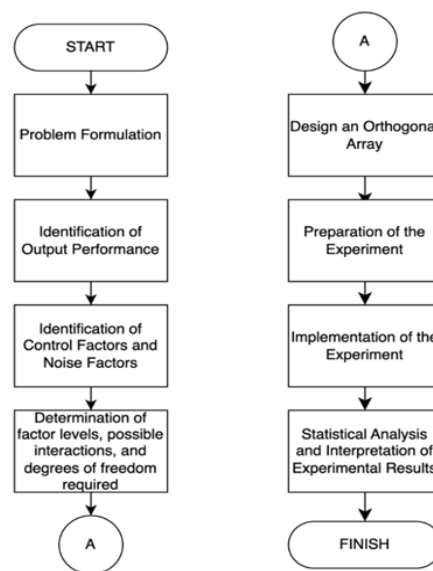 START
Problem Formulation
Identification of
Output Performance
Identification of
Control Factors and
Noise Factors
Determination of
factor levels, possible
interactions, and
degrees of freedom
required
A
A
Design an Orthogonal
Array
Preparation of the
Experiment
Implementation of the
Experiment
Statistical Analysis
and Interpretation of
Experimental Results
FINISH